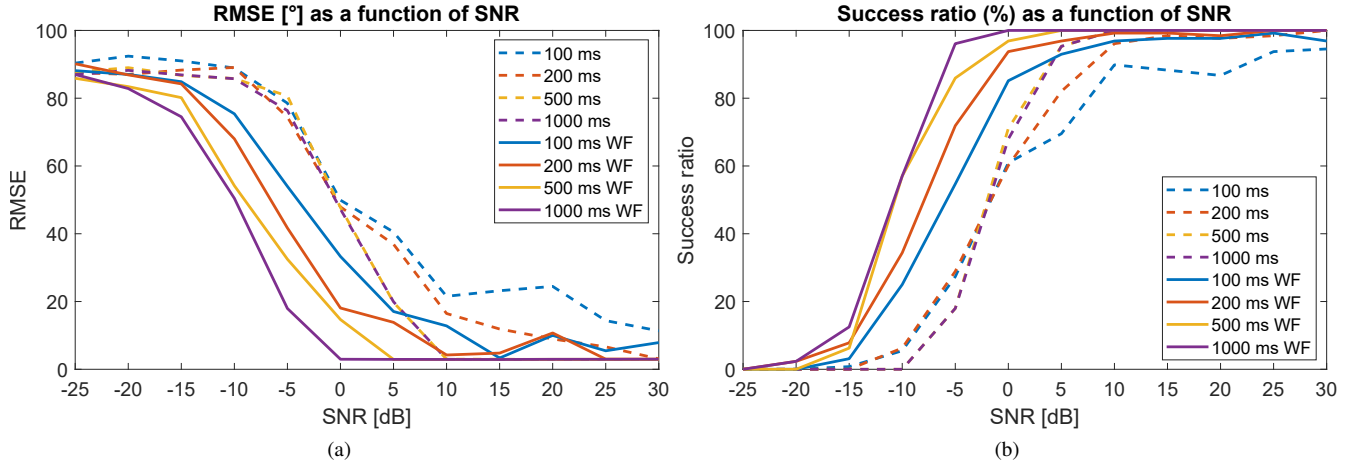 RMSE [°] as a function of SNR
100
80
60
40
20
0
RMSE
-25 -20 -15 -10 -5 0 5 10 15 20 25 30
SNR [dB]
100 ms
200 ms
500 ms
1000 ms
100 ms WF
200 ms WF
500 ms WF
1000 ms WF
(a)
Success ratio (%) as a function of SNR
100
80
60
40
20
0
Success ratio
-25 -20 -15 -10 -5 0 5 10 15 20 25 30
SNR [dB]
100 ms
200 ms
500 ms
1000 ms
100 ms WF
200 ms WF
500 ms WF
1000 ms WF
(b)